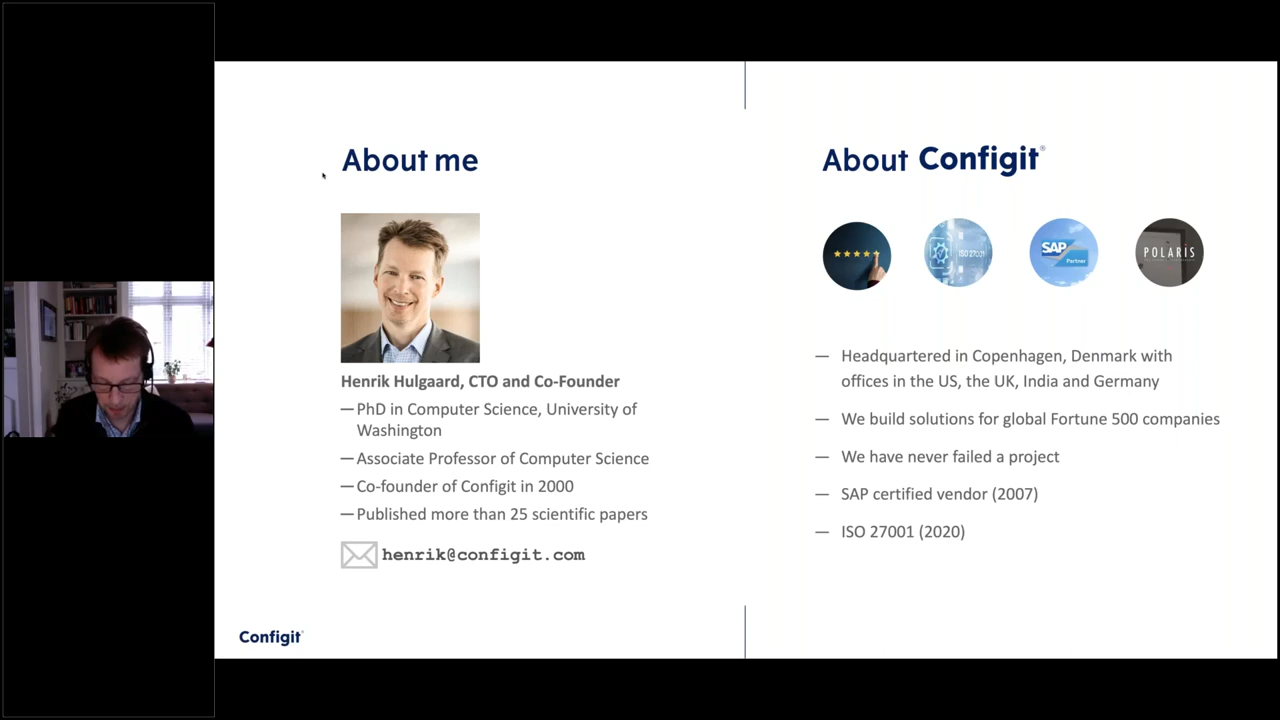 About me
Henrik Hulgaard, CTO and Co-Founder
—PhD in Computer Science, University of
Washington
—Associate Professor of Computer Science
—Co-founder of Configit in 2000
—Published more than 25 scientific papers
henrik@configit.com
Configit
About Configit®
ISO 27001
SAP
Partner
POLARIS
— Headquartered in Copenhagen, Denmark with
offices in the US, the UK, India and Germany
— We build solutions for global Fortune 500 companies
— We have never failed a project
— SAP certified vendor (2007)
— ISO 27001 (2020)